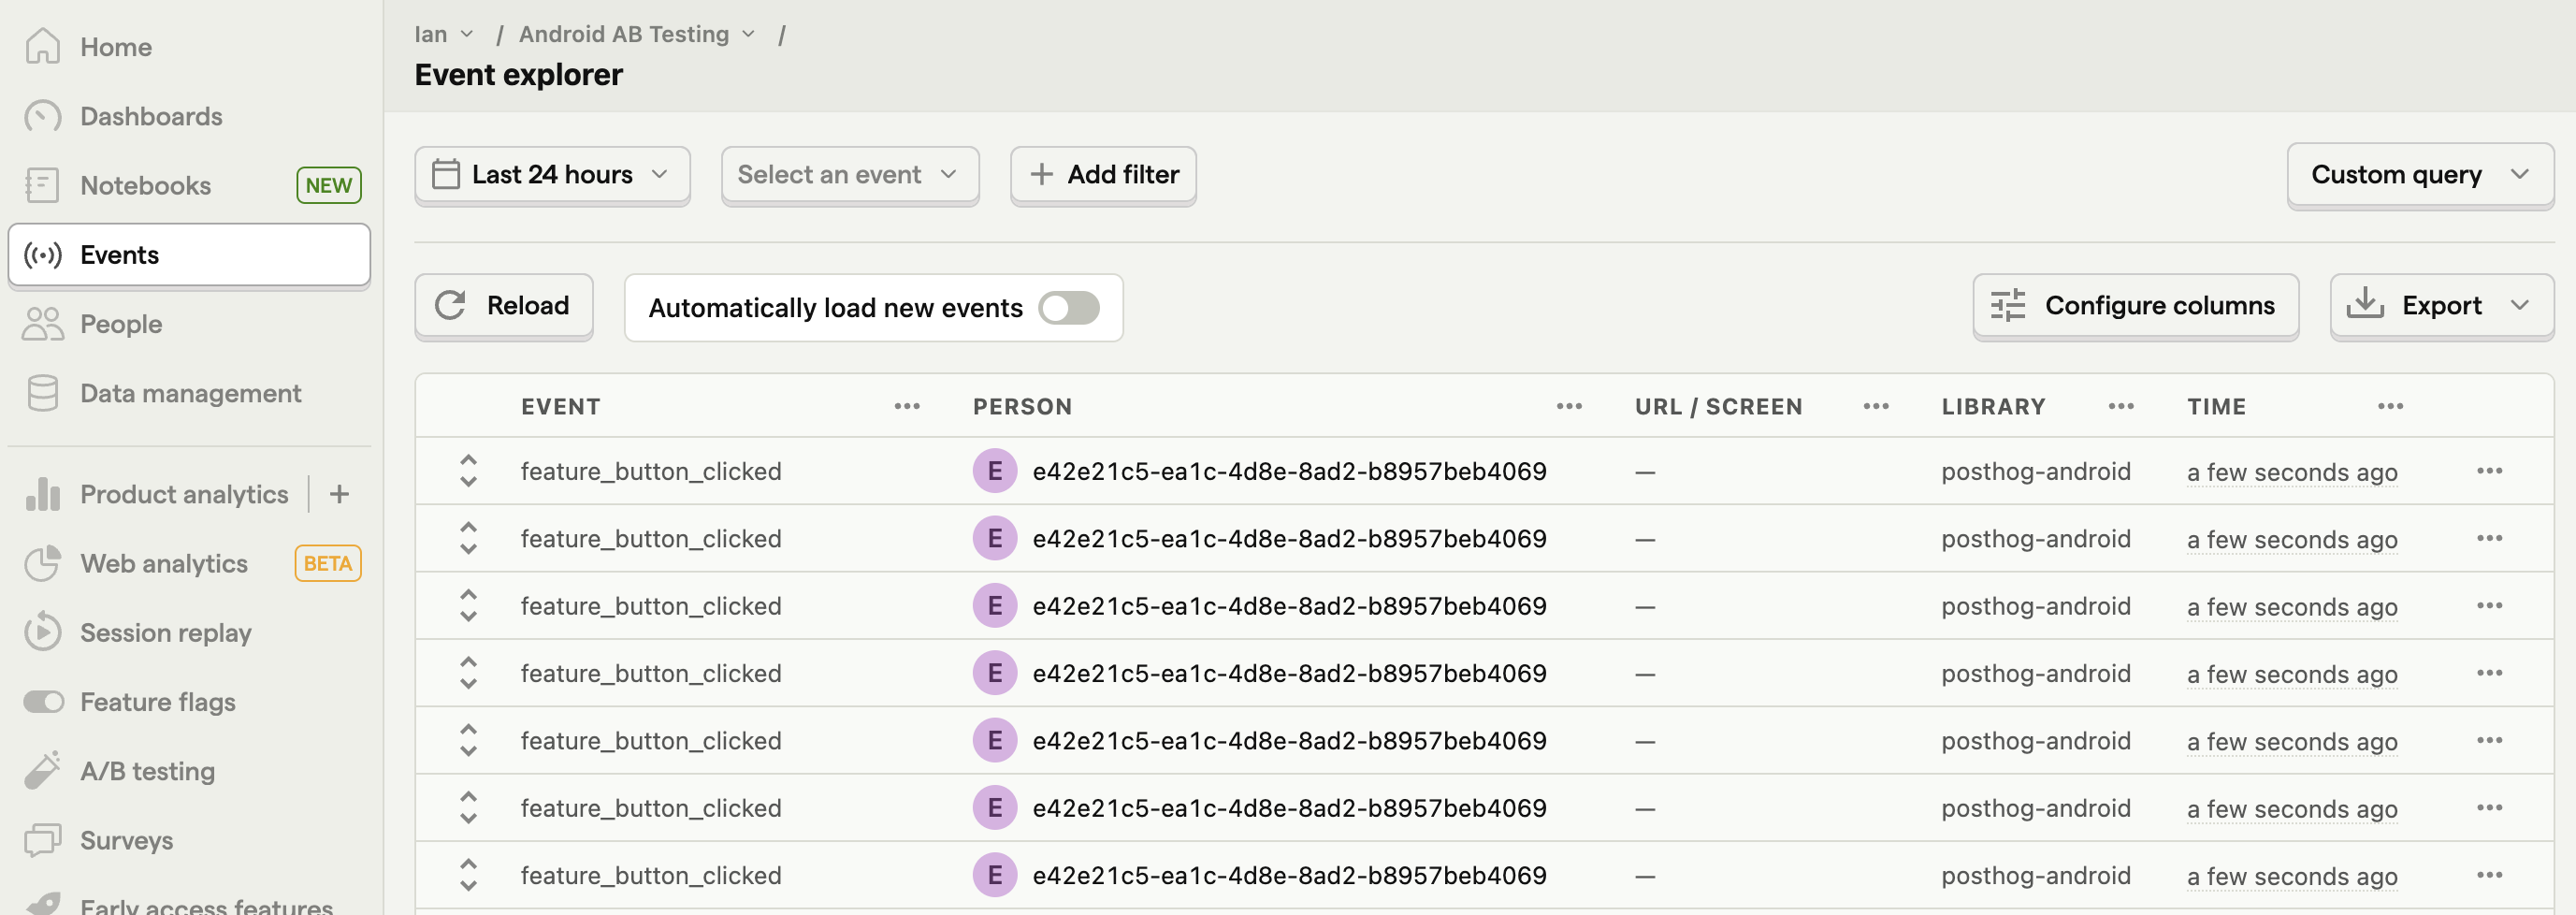 Home
Dashboards
Notebooks NEW
Events
People
Data management
Product analytics
Web analytics BETA
Session replay
Feature flags
A/B testing
Surveys
Early access features
Ian / Android AB Testing /
Event explorer
Last 24 hours Select an event + Add filter Custom query
Reload Automatically load new events Configure columns Export
EVENT PERSON URL / SCREEN LIBRARY TIME
feature_button_clicked E e42e21c5-ea1c-4d8e-8ad2-b8957beb4069 — posthog-android a few seconds ago
feature_button_clicked E e42e21c5-ea1c-4d8e-8ad2-b8957beb4069 — posthog-android a few seconds ago
feature_button_clicked E e42e21c5-ea1c-4d8e-8ad2-b8957beb4069 — posthog-android a few seconds ago
feature_button_clicked E e42e21c5-ea1c-4d8e-8ad2-b8957beb4069 — posthog-android a few seconds ago
feature_button_clicked E e42e21c5-ea1c-4d8e-8ad2-b8957beb4069 — posthog-android a few seconds ago
feature_button_clicked E e42e21c5-ea1c-4d8e-8ad2-b8957beb4069 — posthog-android a few seconds ago
feature_button_clicked E e42e21c5-ea1c-4d8e-8ad2-b8957beb4069 — posthog-android a few seconds ago